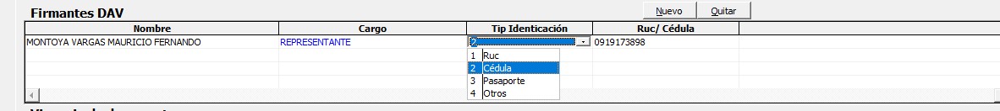 Firmantes DAV Nuevo Quitar
Nombre Cargo Tip Identicación Ruc/ Cédula
MONTOYA VARGAS MAURICIO FERNANDO REPRESENTANTE 2 0919173898
1 Ruc
2 Cédula
3 Pasaporte
4 Otros